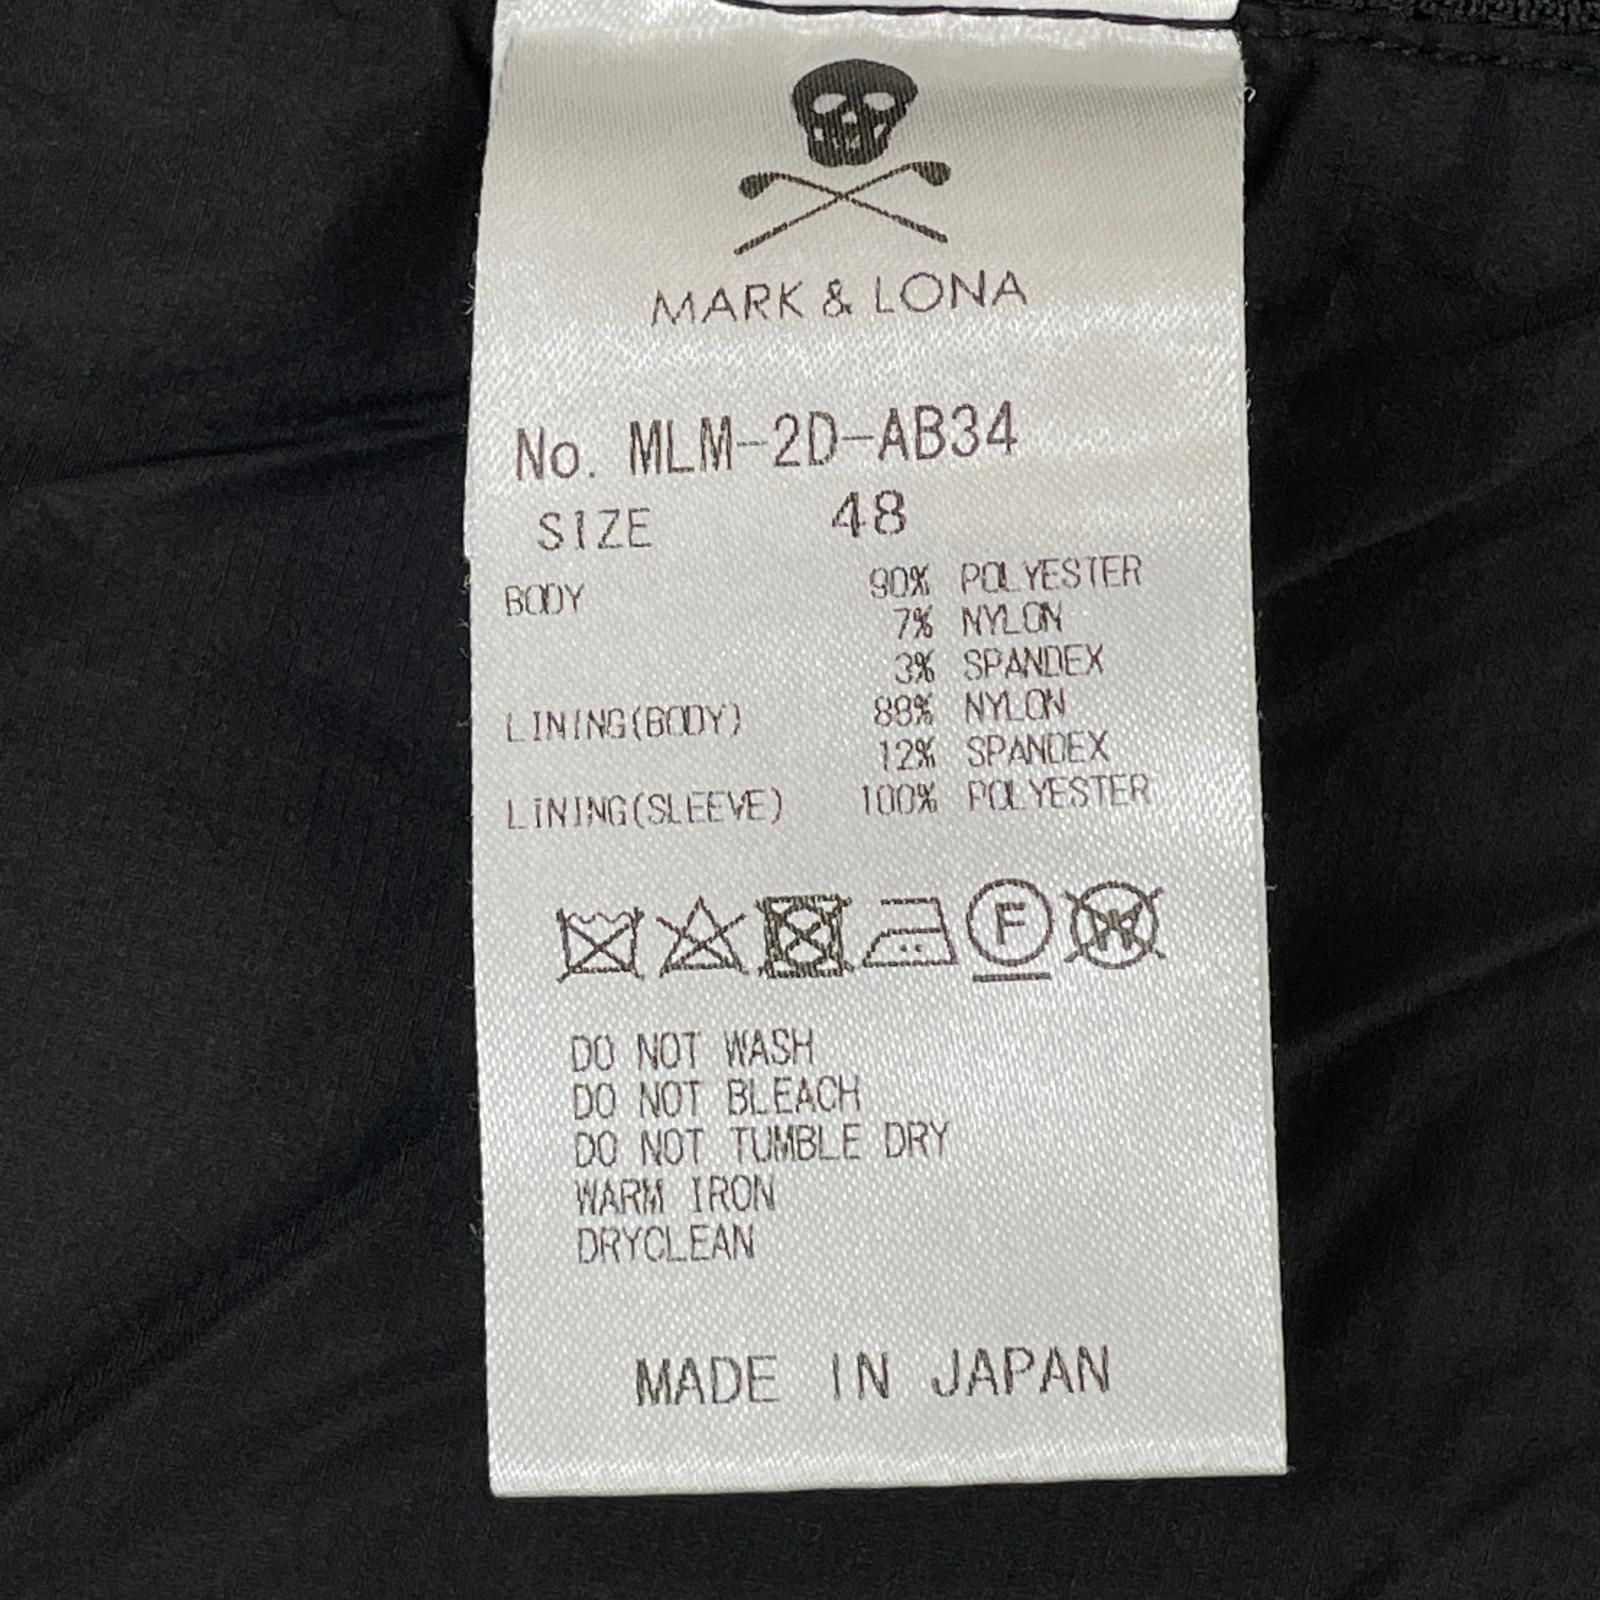 MARK & LONA
No. MLM-2D-AB34
SIZE 48
BODY 90% POLYESTER
7% NYLON
3% SPANDEX
LINING(BODY) 88% NYLON
12% SPANDEX
LINING(SLEEVE) 100% POLYESTER
F W
DO NOT WASH
DO NOT BLEACH
DO NOT TUMBLE DRY
WARM IRON
DRYCLEAN
MADE IN JAPAN